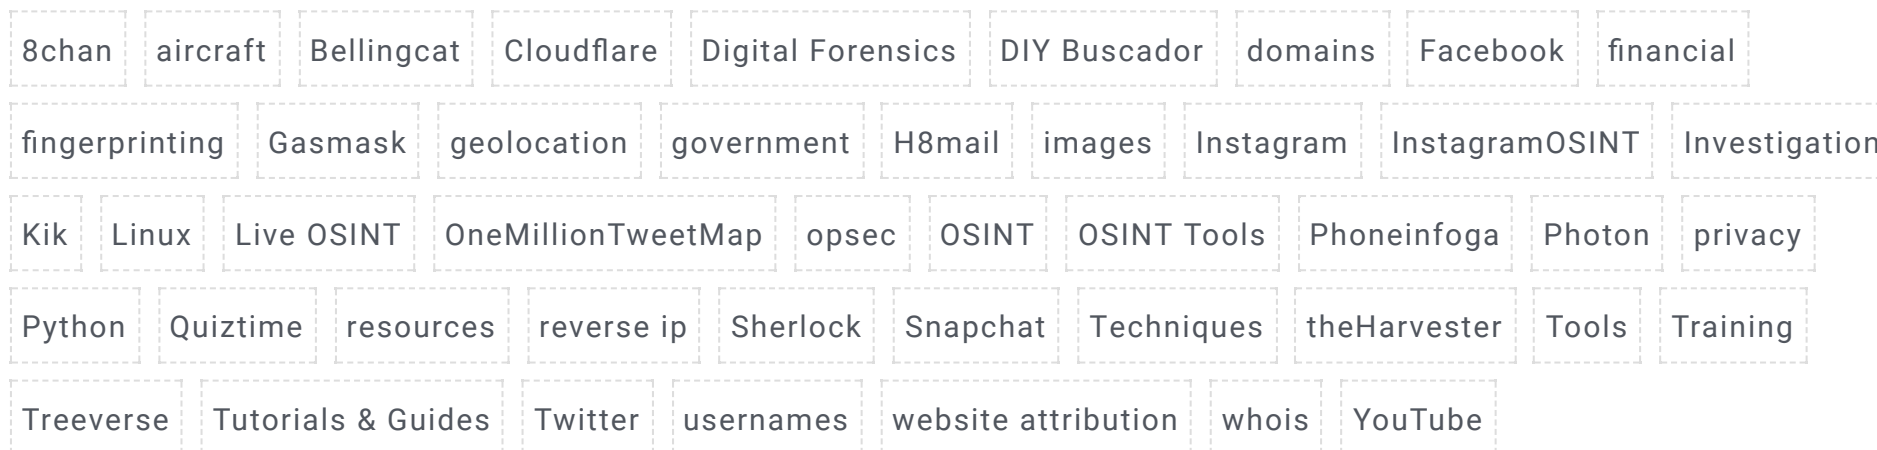 8chan aircraft Bellingcat Cloudflare Digital Forensics DIY Buscador domains Facebook financial
fingerprinting Gasmask geolocation government H8mail images Instagram InstagramOSINT Investigation
Kik Linux Live OSINT OneMillionTweetMap opsec OSINT OSINT Tools Phoneinfoga Photon privacy
Python Quiztime resources reverse ip Sherlock Snapchat Techniques theHarvester Tools Training
Treeverse Tutorials & Guides Twitter usernames website attribution whois YouTube